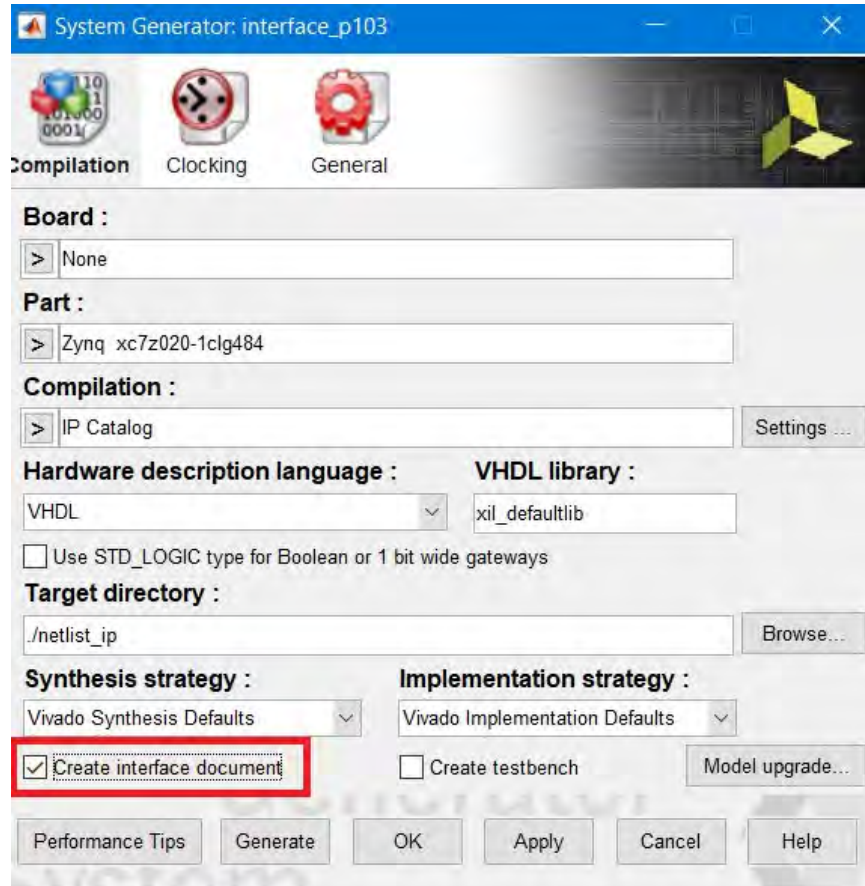 System Generator: interface_p103
Compilation Clocking General
Board :
> None
Part :
> Zynq xc7z020-1clg484
Compilation :
> IP Catalog Settings ...
Hardware description language : VHDL library :
VHDL xil_defaultlib
Use STD_LOGIC type for Boolean or 1 bit wide gateways
Target directory :
./netlist_ip Browse...
Synthesis strategy : Implementation strategy :
Vivado Synthesis Defaults Vivado Implementation Defaults
Create interface document Create testbench Model upgrade...
Performance Tips Generate OK Apply Cancel Help